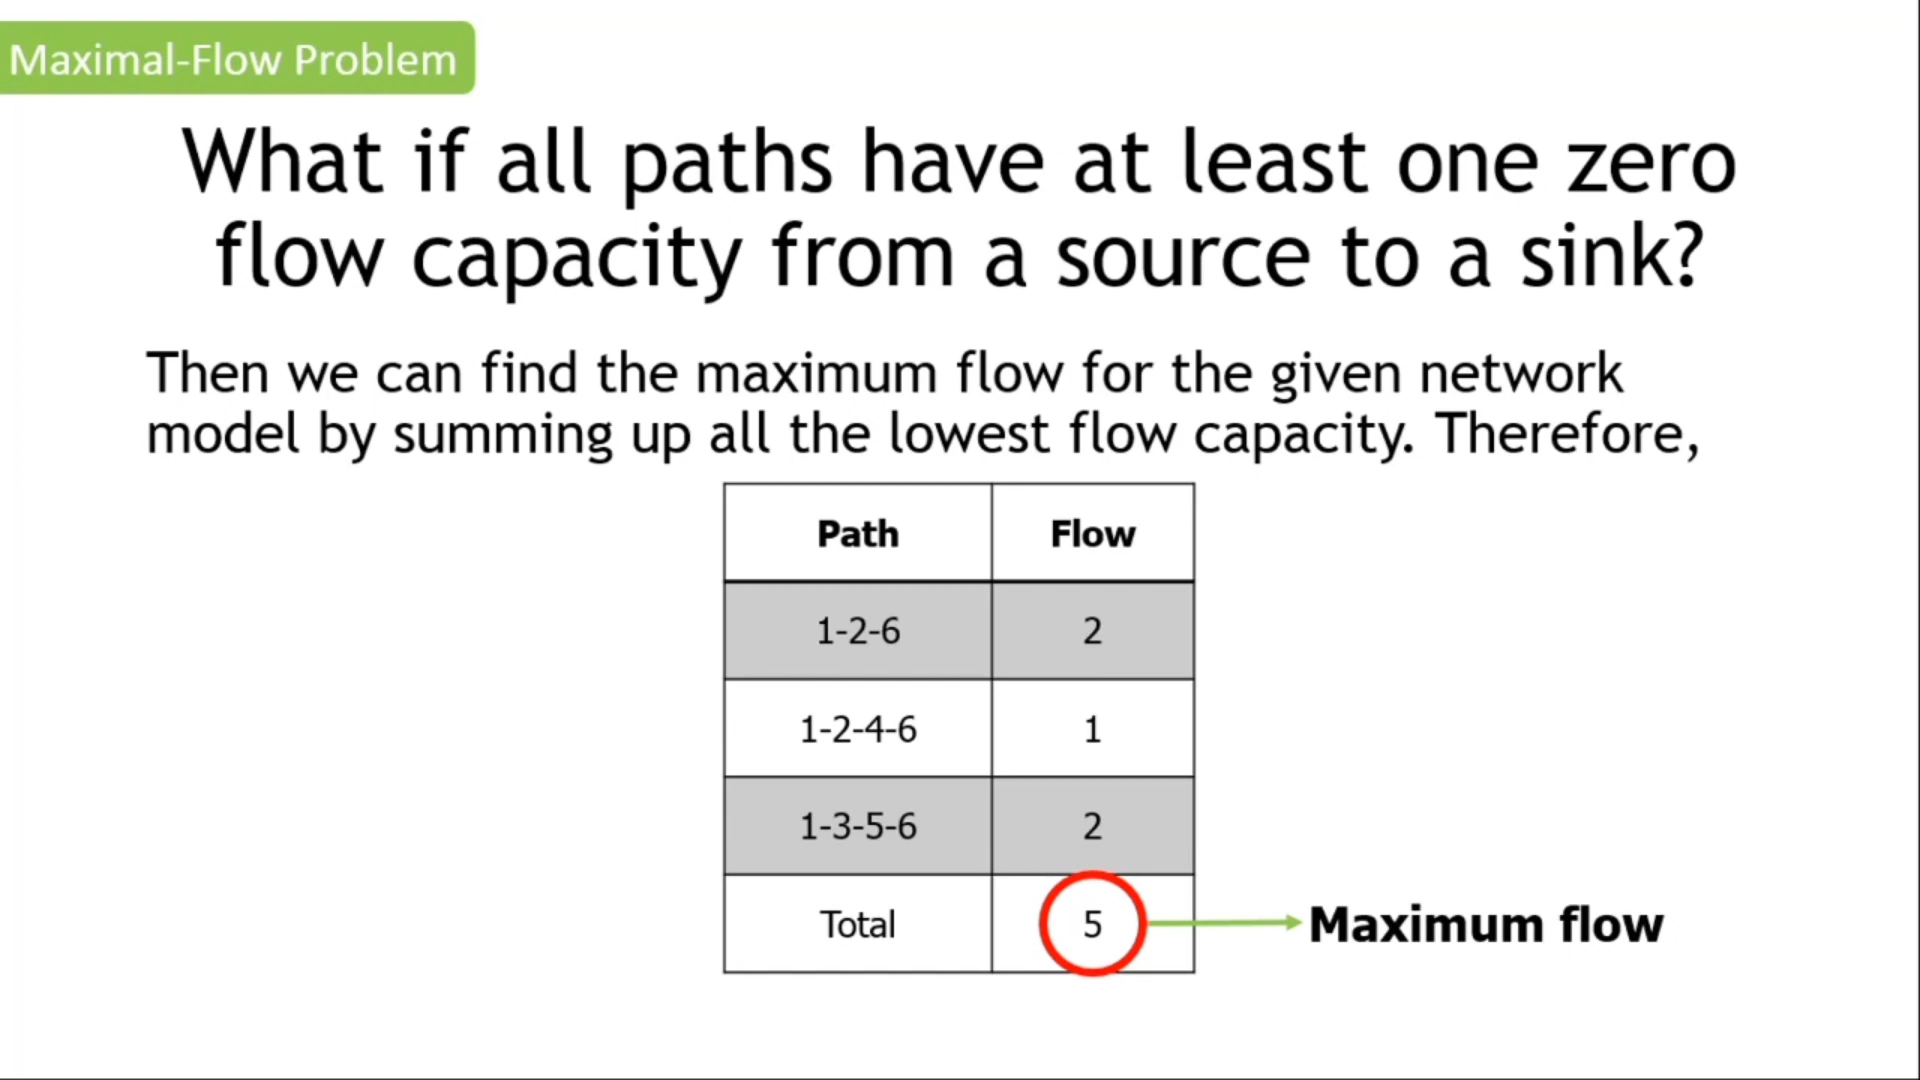 Maximal-Flow Problem
What if all paths have at least one zero
flow capacity from a source to a sink?
Then we can find the maximum flow for the given network
model by summing up all the lowest flow capacity. Therefore,
Path Flow
1-2-6 2
1-2-4-6 1
1-3-5-6 2
Total 5 Maximum flow